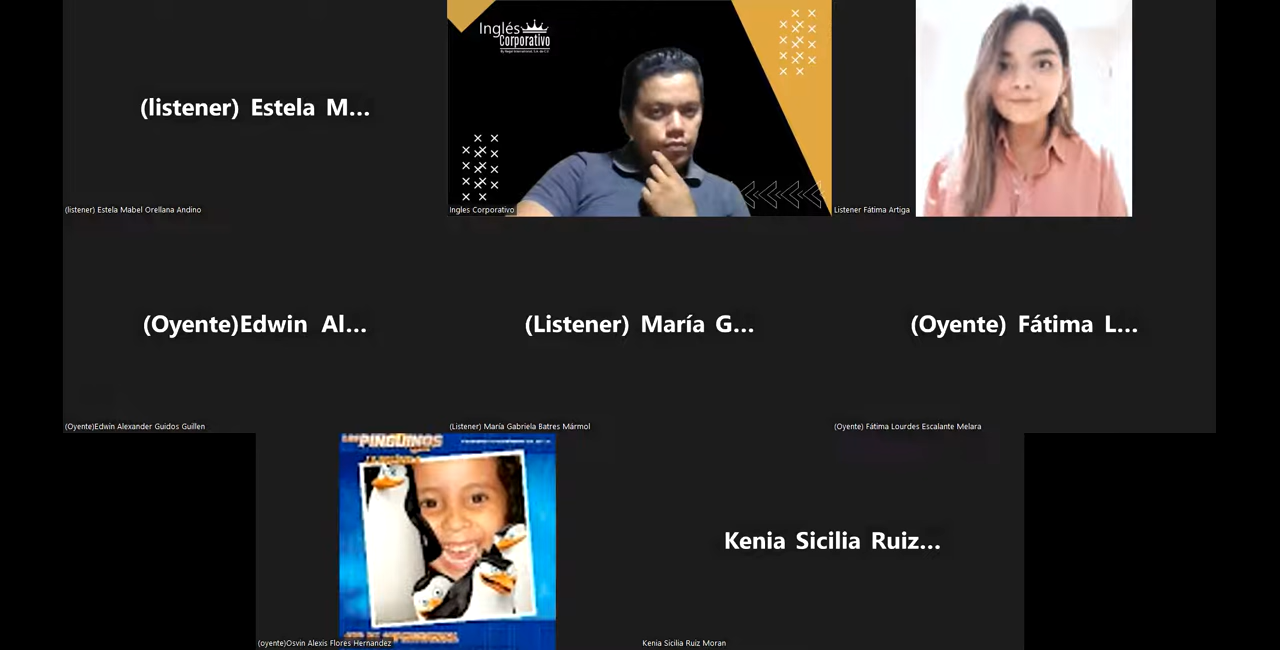 (listener) Estela M...
(listener) Estela Mabel Orellana Andino
Inglés
Corporativo
Ingles Corporativo
Listener Fátima Artiga
(Oyente)Edwin Al...
(Oyente)Edwin Alexander Guidos Guillen
(Listener) María G...
(Listener) María Gabriela Batres Mármol
(Oyente) Fátima L...
(Oyente) Fátima Lourdes Escalante Melara
LOS PINGÜINOS
(oyente)Osvin Alexis Flores Hernandez
Kenia Sicilia Ruiz...
Kenia Sicilia Ruiz Moran